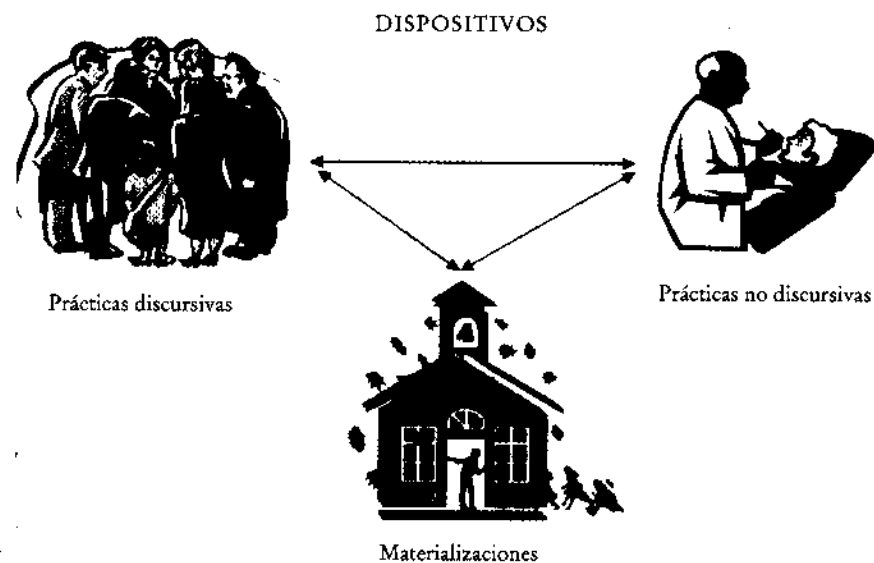 DISPOSITIVOS
Prácticas discursivas
Prácticas no discursivas
Materializaciones